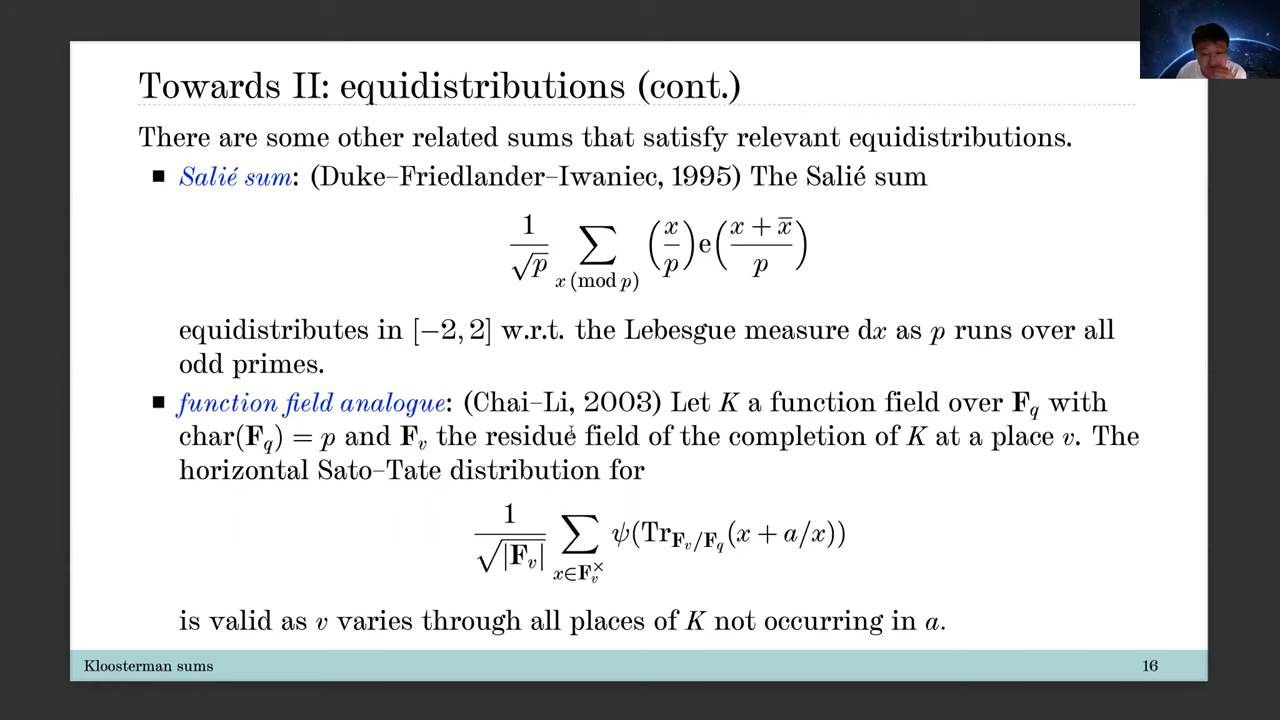 Towards II: equidistributions (cont.)
There are some other related sums that satisfy relevant equidistributions.
■ Salié sum: (Duke–Friedlander–Iwaniec, 1995) The Salié sum
1/√p ∑_{x (mod p)} (x/p) e((x + x̄)/p)
equidistributes in [−2, 2] w.r.t. the Lebesgue measure dx as p runs over all
odd primes.
■ function field analogue: (Chai–Li, 2003) Let K a function field over F_q with
char(F_q) = p and F_v the residue field of the completion of K at a place v. The
horizontal Sato–Tate distribution for
1/√|F_v| ∑_{x∈F_v^×} ψ(Tr_{F_v/F_q}(x + a/x))
is valid as v varies through all places of K not occurring in a.
Kloosterman sums 16